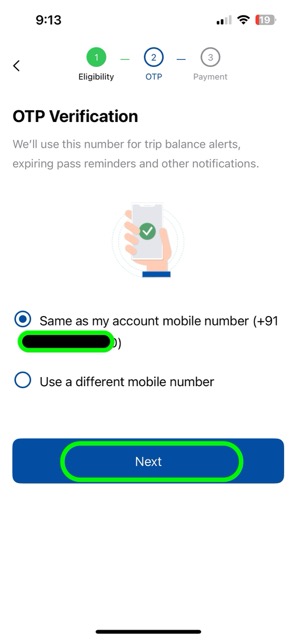 9:13
19
1
2
3
Eligibility
OTP
Payment
OTP Verification
We'll use this number for trip balance alerts,
expiring pass reminders and other notifications.
Same as my account mobile number (+91
)
Use a different mobile number
Next